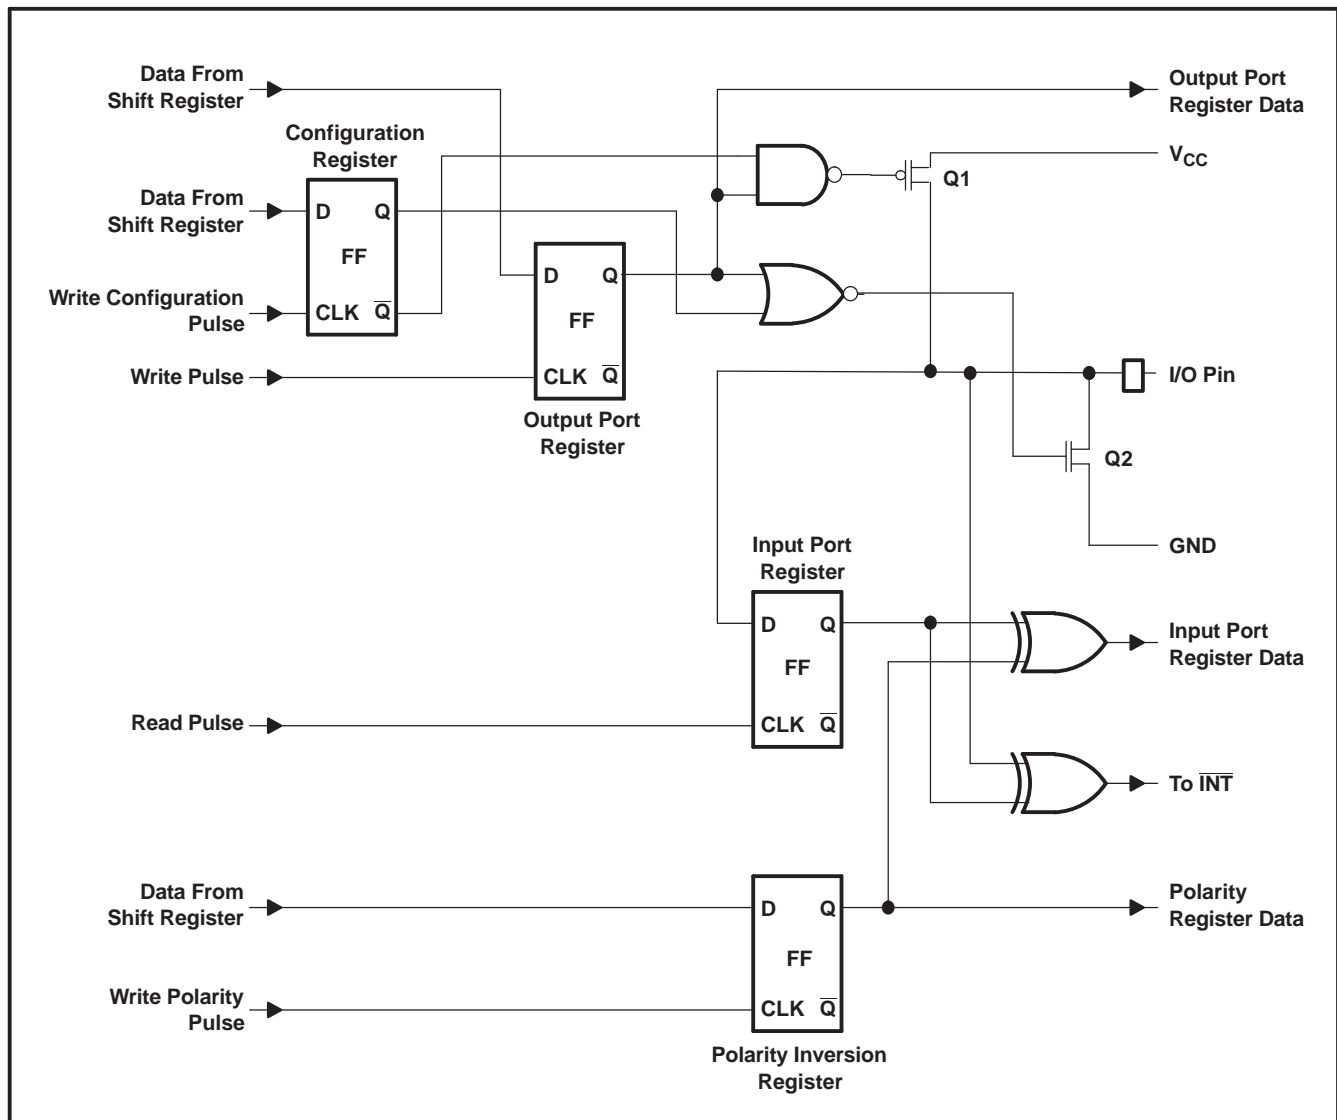 Data From
Shift Register
Output Port
Register Data
Configuration
Register
V_CC
Q1
Data From
Shift Register
D Q
FF
CLK Q̅
Write Configuration
Pulse
D Q
FF
CLK Q̅
Write Pulse
I/O Pin
Output Port
Register
Q2
GND
Input Port
Register
D Q
FF
CLK Q̅
Input Port
Register Data
Read Pulse
To I̅N̅T̅
Data From
Shift Register
D Q
FF
CLK Q̅
Polarity
Register Data
Write Polarity
Pulse
Polarity Inversion
Register